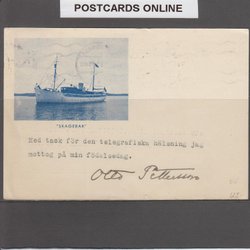 POSTCARDS ONLINE
"SKAGERAK"
Med tack för den telegrafiska hälsning jag
mottog på min födelsedag.
Otto Pettersson